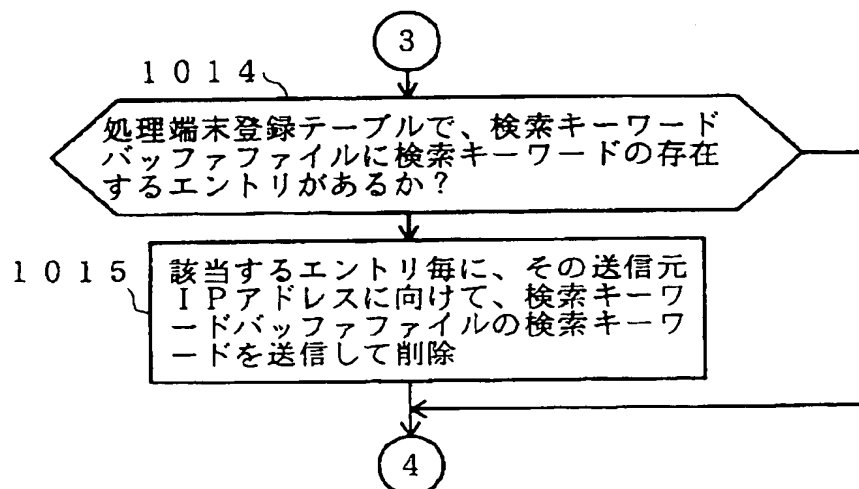 3
1014
処理端末登録テーブルで、検索キーワード
バッファファイルに検索キーワードの存在
するエントリがあるか？
1015
該当するエントリ毎に、その送信元
ＩＰアドレスに向けて、検索キーワ
ードバッファファイルの検索キーワ
ードを送信して削除
4